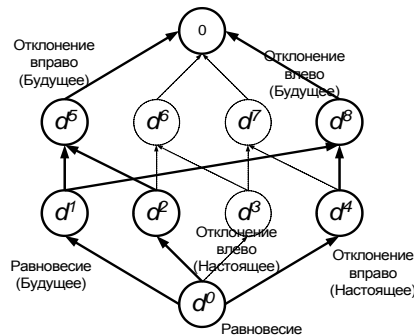 0
Отклонение
вправо
(Будущее)
Отклонение
влево
(Будущее)
d⁵
d⁶
d⁷
d⁸
d¹
d²
d³
d⁴
Равновесие
(Будущее)
Отклонение
влево
(Настоящее)
Отклонение
вправо
(Настоящее)
d⁰
Равновесие